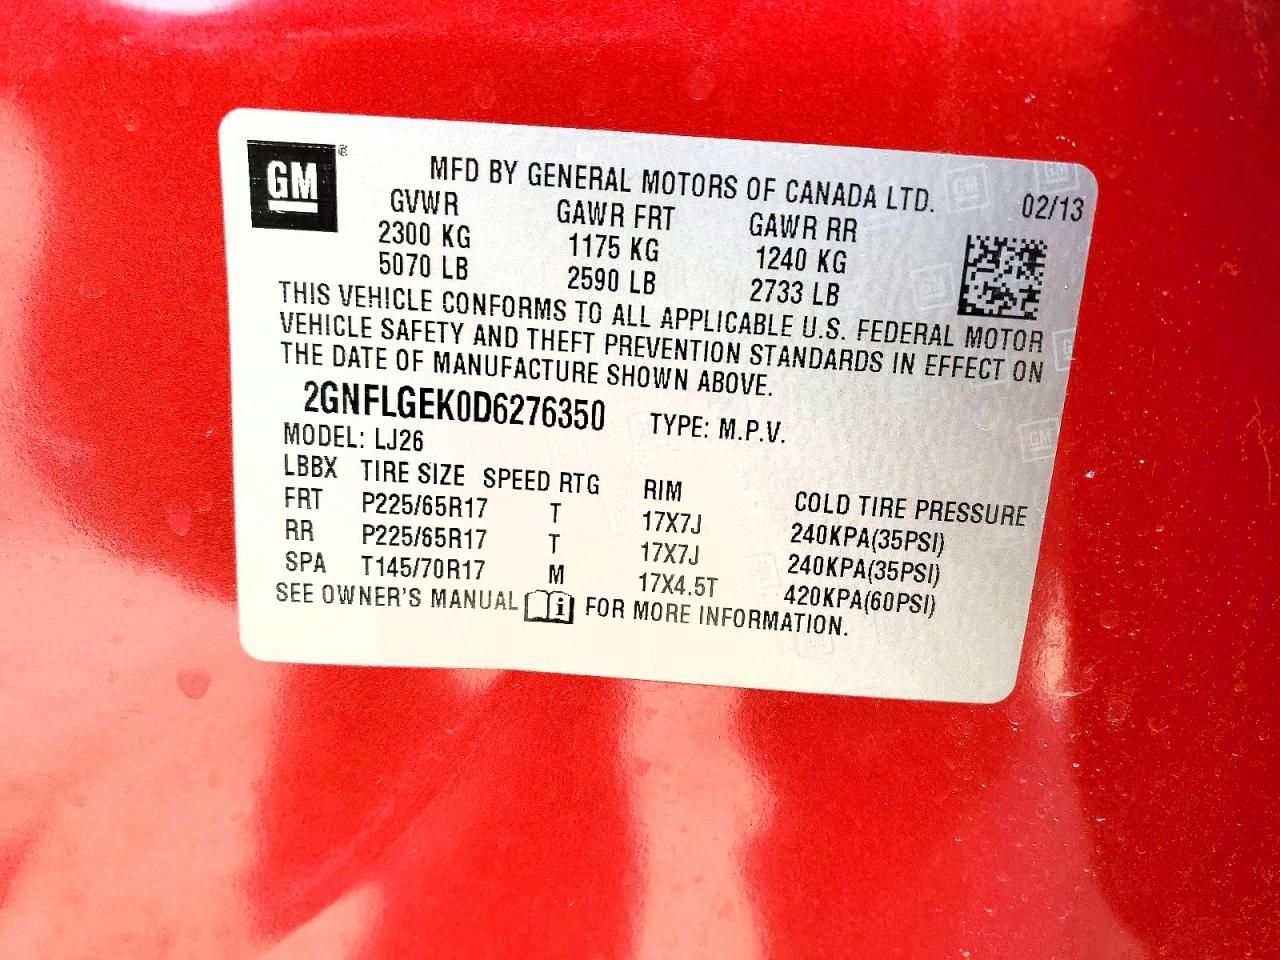 GM®
MFD BY GENERAL MOTORS OF CANADA LTD. 02/13
GVWR GAWR FRT GAWR RR
2300 KG 1175 KG 1240 KG
5070 LB 2590 LB 2733 LB
THIS VEHICLE CONFORMS TO ALL APPLICABLE U.S. FEDERAL MOTOR
VEHICLE SAFETY AND THEFT PREVENTION STANDARDS IN EFFECT ON
THE DATE OF MANUFACTURE SHOWN ABOVE.
2GNFLGEK0D6276350 TYPE: M.P.V.
MODEL: LJ26
LBBX TIRE SIZE SPEED RTG RIM COLD TIRE PRESSURE
FRT P225/65R17 T 17X7J 240KPA(35PSI)
RR P225/65R17 T 17X7J 240KPA(35PSI)
SPA T145/70R17 M 17X4.5T 420KPA(60PSI)
SEE OWNER'S MANUAL i FOR MORE INFORMATION.